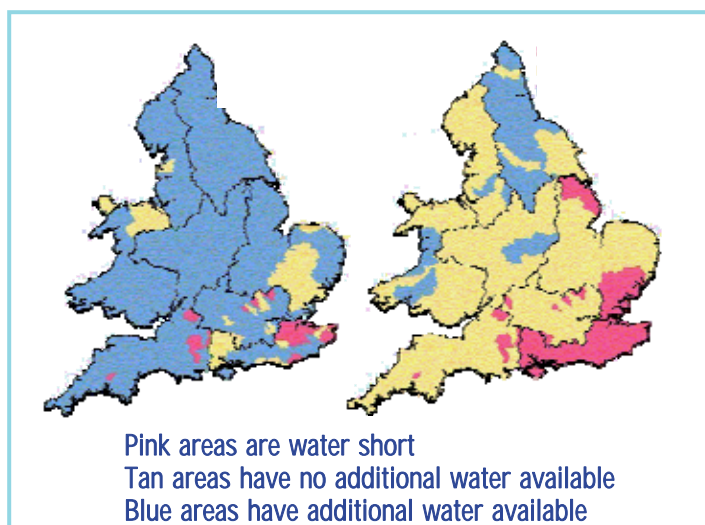 Pink areas are water short
Tan areas have no additional water available
Blue areas have additional water available